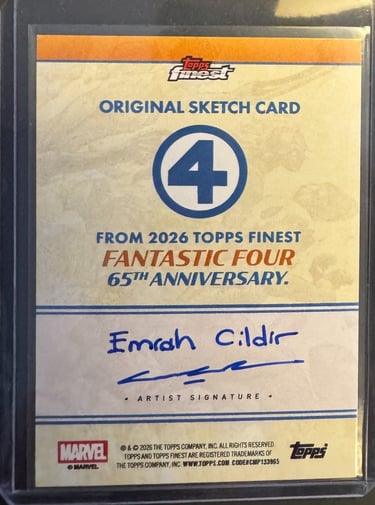 Topps
finest
ORIGINAL SKETCH CARD
4
FROM 2026 TOPPS FINEST
FANTASTIC FOUR
65TH ANNIVERSARY.
Emrah Cildir
• ARTIST SIGNATURE •
MARVEL
© MARVEL
® & © 2026 THE TOPPS COMPANY, INC. ALL RIGHTS RESERVED.
TOPPS AND TOPPS FINEST ARE REGISTERED TRADEMARKS OF
THE TOPPS COMPANY, INC. WWW.TOPPS.COM CODE#CMP133965
Topps